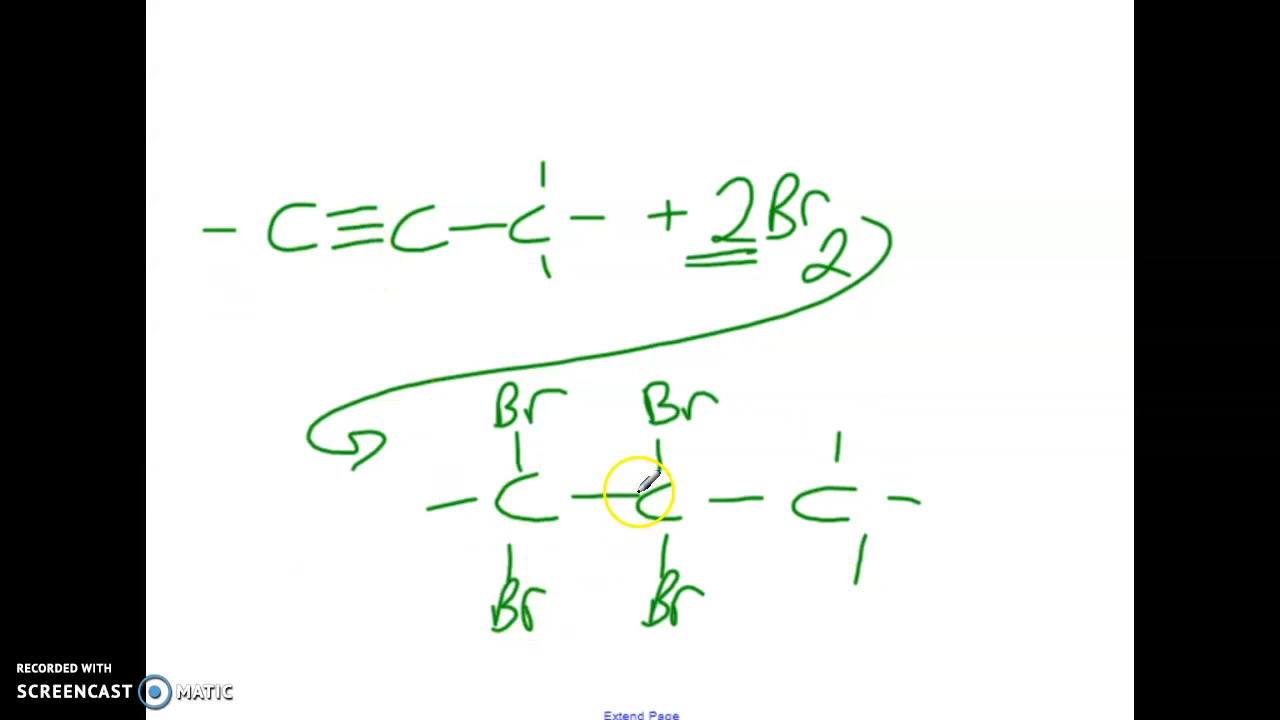 - C≡C-C- + 2Br2
Br Br
-C-C-C-
Br Br
RECORDED WITH
SCREENCAST MATIC
Extend Page